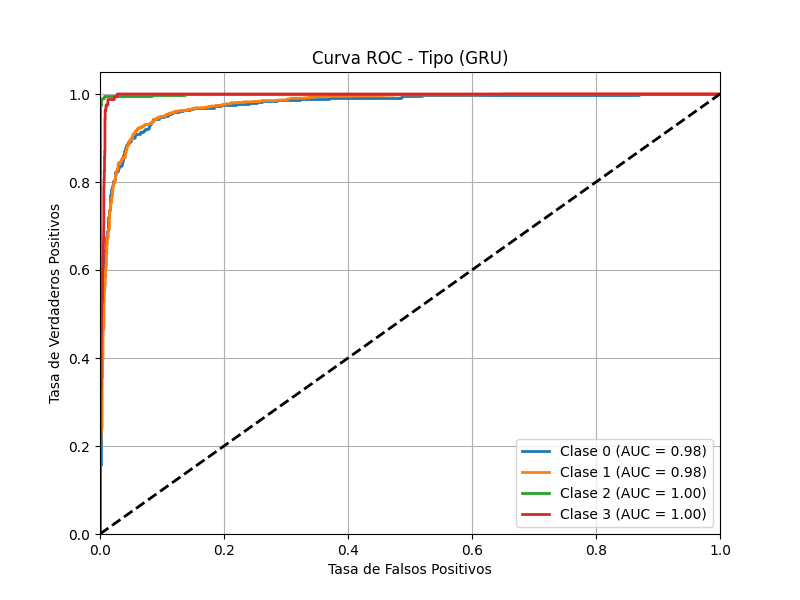 Curva ROC - Tipo (GRU)
1.0
0.8
0.6
0.4
0.2
0.0
Tasa de Verdaderos Positivos
Clase 0 (AUC = 0.98)
Clase 1 (AUC = 0.98)
Clase 2 (AUC = 1.00)
Clase 3 (AUC = 1.00)
0.0 0.2 0.4 0.6 0.8 1.0
Tasa de Falsos Positivos